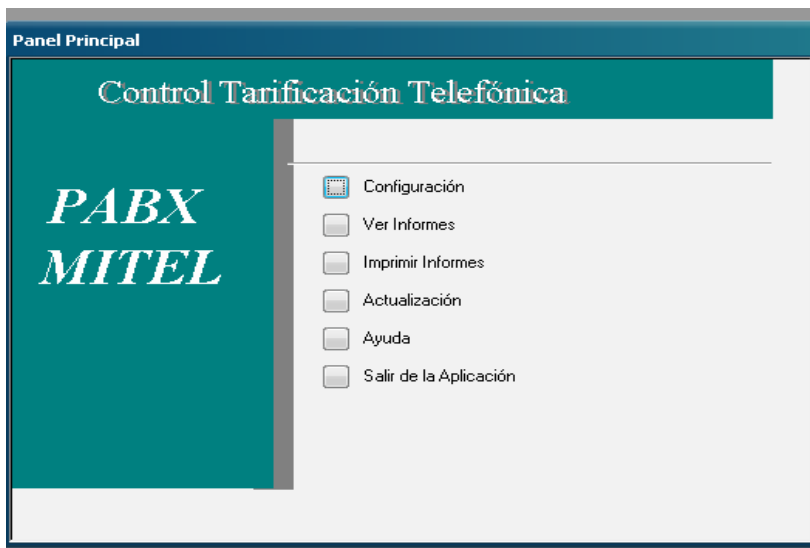 Panel Principal
Control Tarificación Telefónica
PABX
MITEL
Configuración
Ver Informes
Imprimir Informes
Actualización
Ayuda
Salir de la Aplicación